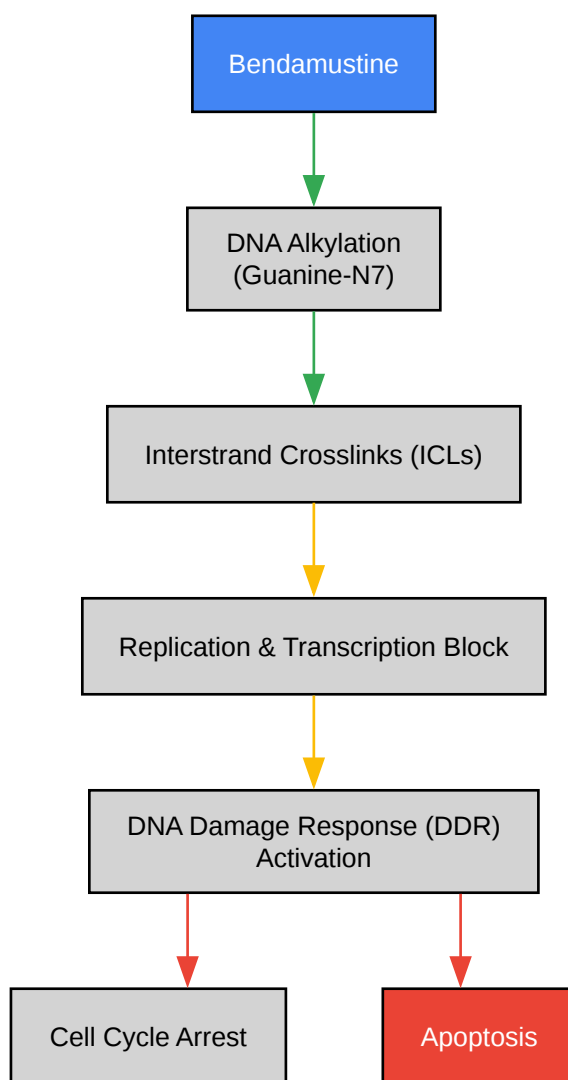 Bendamustine
DNA Alkylation
(Guanine-N7)
Interstrand Crosslinks (ICLs)
Replication & Transcription Block
DNA Damage Response (DDR)
Activation
Cell Cycle Arrest
Apoptosis